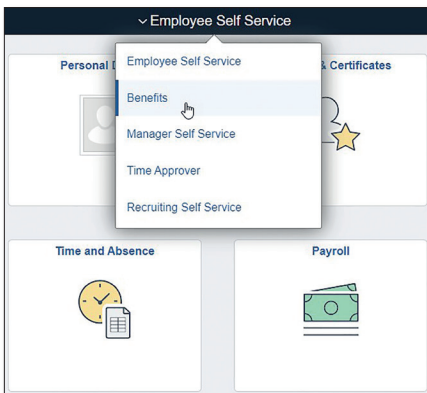 Employee Self Service
Personal
Employee Self Service
& Certificates
Benefits
Manager Self Service
Time Approver
Recruiting Self Service
Time and Absence
Payroll